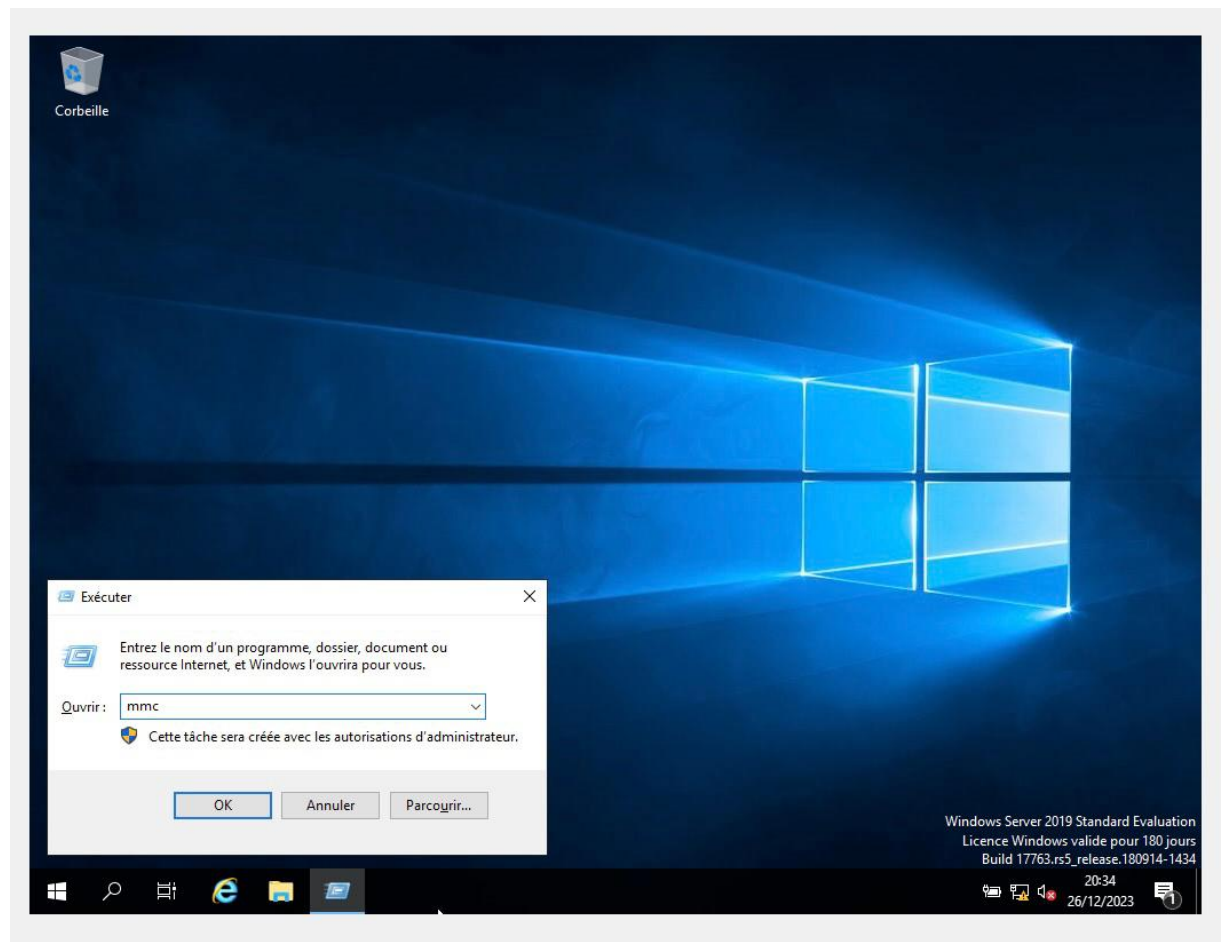 Corbeille
Exécuter
Entrez le nom d'un programme, dossier, document ou
ressource Internet, et Windows l'ouvrira pour vous.
Ouvrir :
mmc
Cette tâche sera créée avec les autorisations d'administrateur.
OK
Annuler
Parcourir...
Windows Server 2019 Standard Evaluation
Licence Windows valide pour 180 jours
Build 17763.rs5_release.180914-1434
20:34
26/12/2023
1